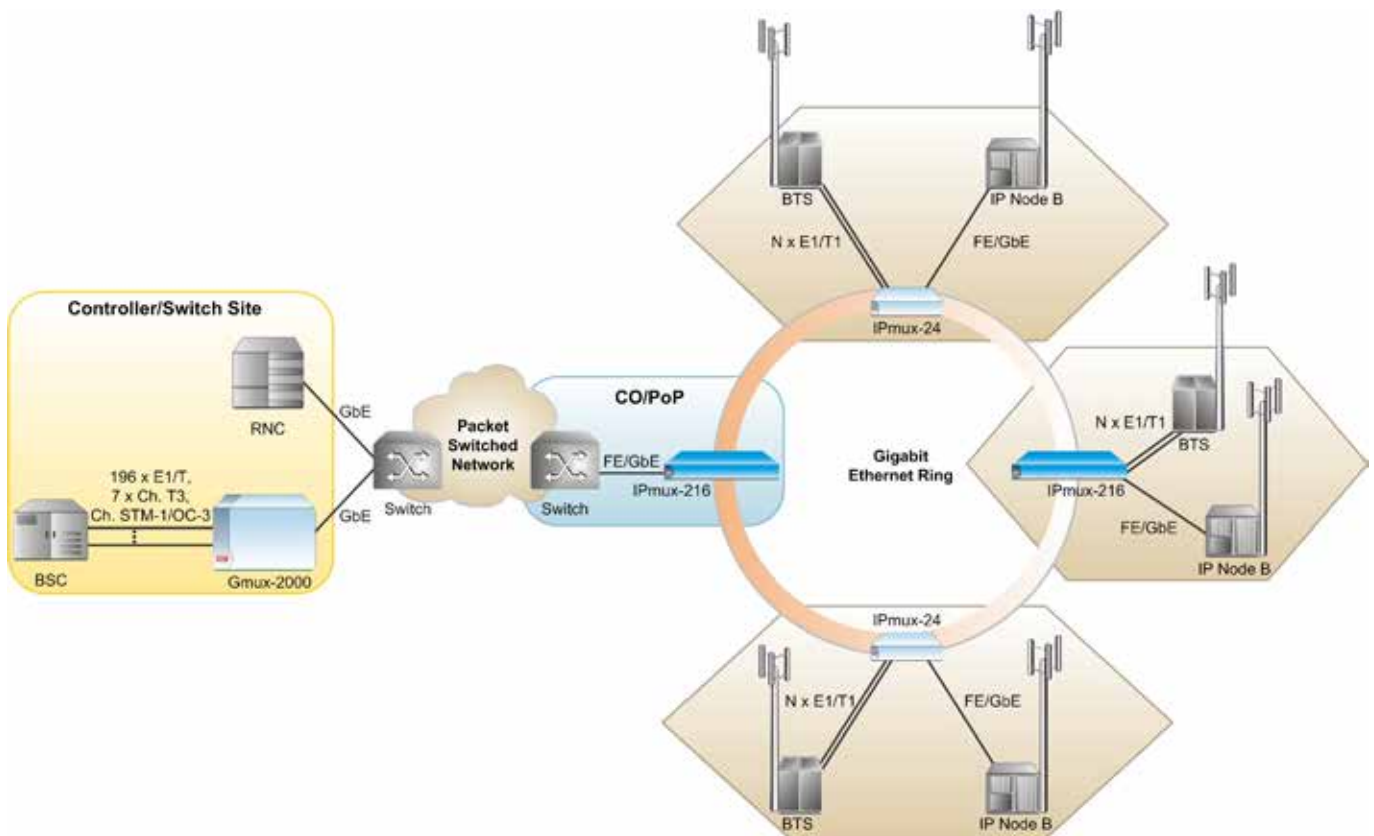 BTS
IP Node B
N x E1/T1
FE/GbE
IPmux-24
Controller/Switch Site
RNC
GbE
196 x E1/T,
7 x Ch. T3,
Ch. STM-1/OC-3
BSC
Gmux-2000
GbE
Switch
Packet
Switched
Network
CO/PoP
Switch
FE/GbE
IPmux-216
Gigabit
Ethernet Ring
N x E1/T1
BTS
IPmux-216
FE/GbE
IP Node B
IPmux-24
N x E1/T1
FE/GbE
BTS
IP Node B